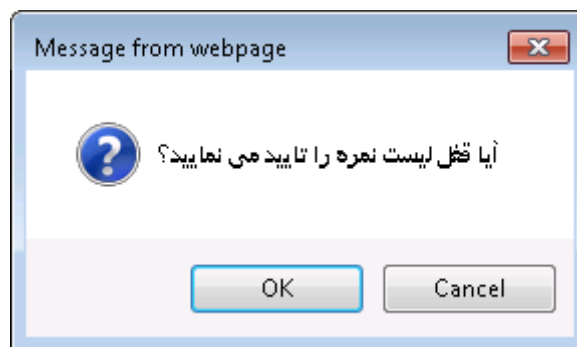 Message from webpage
آیا قفل لیست نمره را تایید می نمایید؟
OK
Cancel